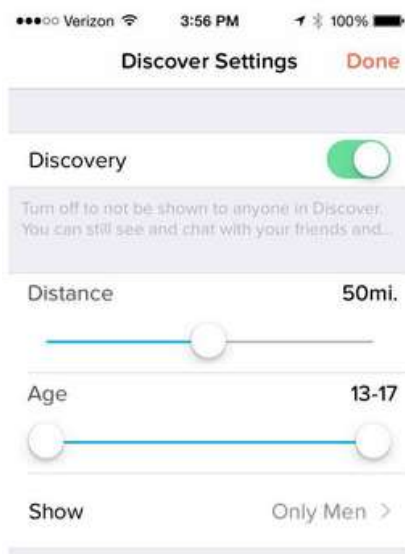 Verizon 3:56 PM 100%
Discover Settings Done
Discovery
Turn off to not be shown to anyone in Discover.
You can still see and chat with your friends and...
Distance 50mi.
Age 13-17
Show Only Men >